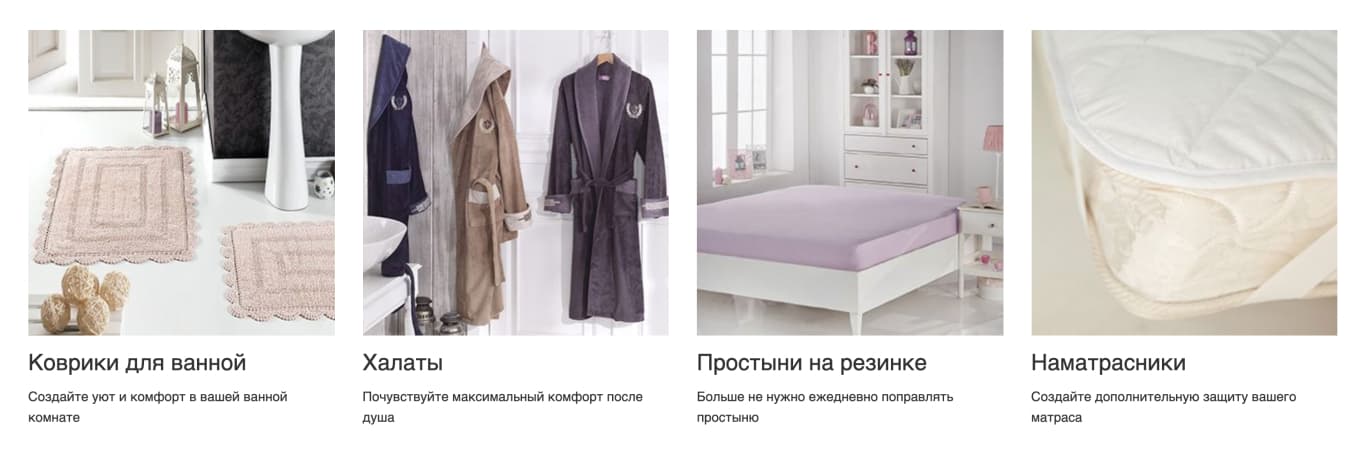 Коврики для ванной
Создайте уют и комфорт в вашей ванной
комнате
Халаты
Почувствуйте максимальный комфорт после
душа
Простыни на резинке
Больше не нужно ежедневно поправлять
простыню
Наматрасники
Создайте дополнительную защиту вашего
матраса